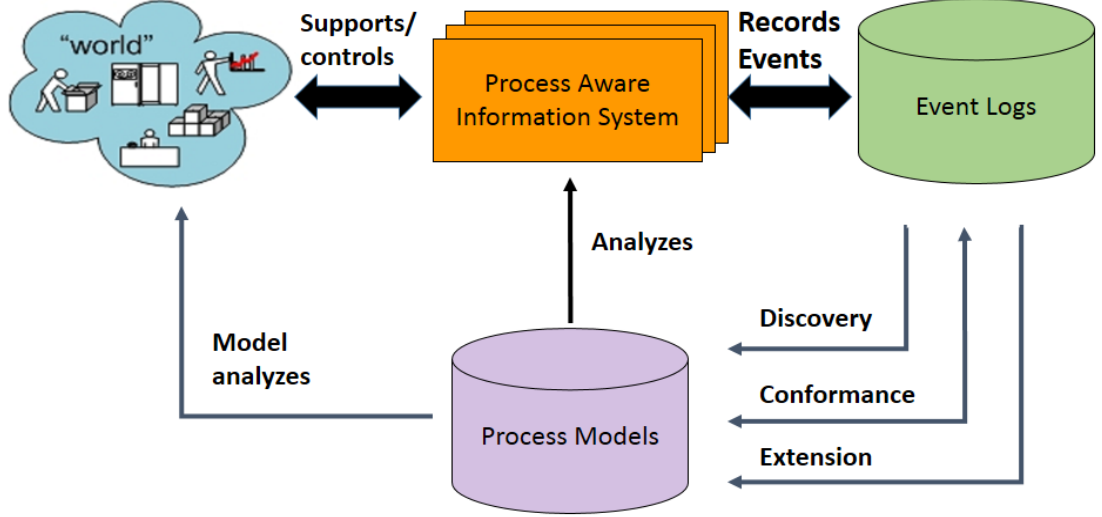 “world”
Supports/
controls
Process Aware
Information System
Records
Events
Event Logs
Analyzes
Model
analyzes
Process Models
Discovery
Conformance
Extension